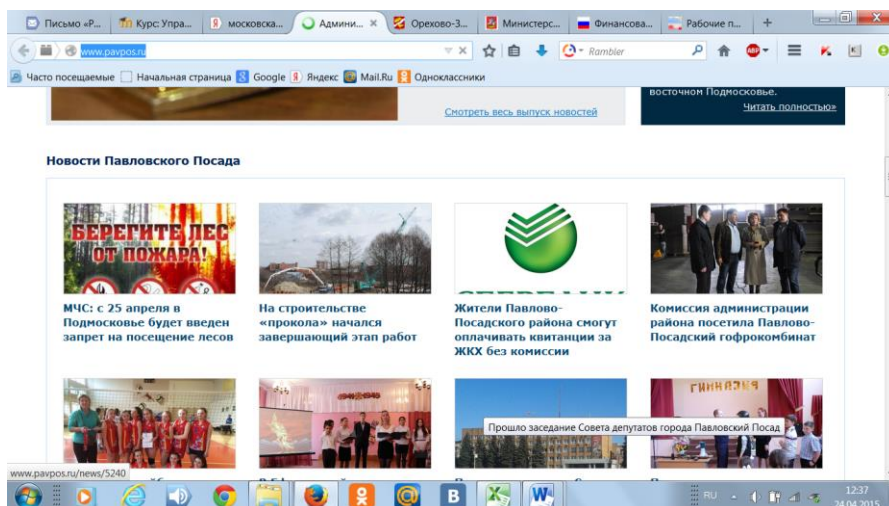 Письмо «Р...
Курс: Упра...
московска...
Админи...
Орехово-З...
Министерс...
Финансова...
Рабочие п...
www.pavpos.ru
Rambler
Часто посещаемые Начальная страница Google Яндекс Mail.Ru Одноклассники
восточном Подмосковье.
Смотреть весь выпуск новостей
Читать полностью»
Новости Павловского Посада
БЕРЕГИТЕ ЛЕС
ОТ ПОЖАРА!
МЧС: с 25 апреля в
Подмосковье будет введен
запрет на посещение лесов
На строительстве
«прокола» начался
завершающий этап работ
Жители Павлово-
Посадского района смогут
оплачивать квитанции за
ЖКХ без комиссии
Комиссия администрации
района посетила Павлово-
Посадский гофрокомбинат
ГИМНАЗИЯ
Прошло заседание Совета депутатов города Павловский Посад
www.pavpos.ru/news/5240
RU
12:37
24.04.2015